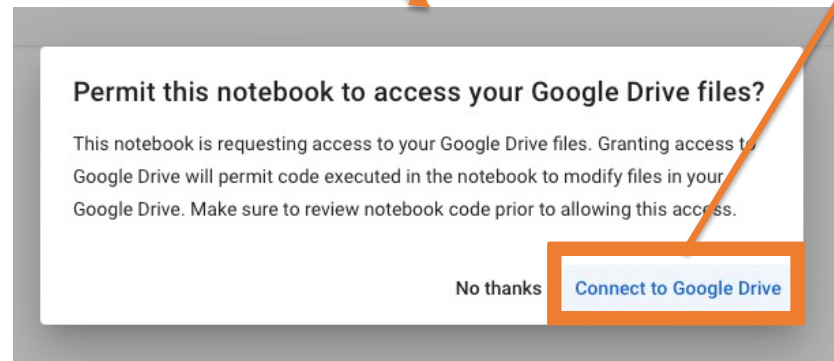 Permit this notebook to access your Google Drive files?
This notebook is requesting access to your Google Drive files. Granting access to
Google Drive will permit code executed in the notebook to modify files in your
Google Drive. Make sure to review notebook code prior to allowing this access.
No thanks Connect to Google Drive